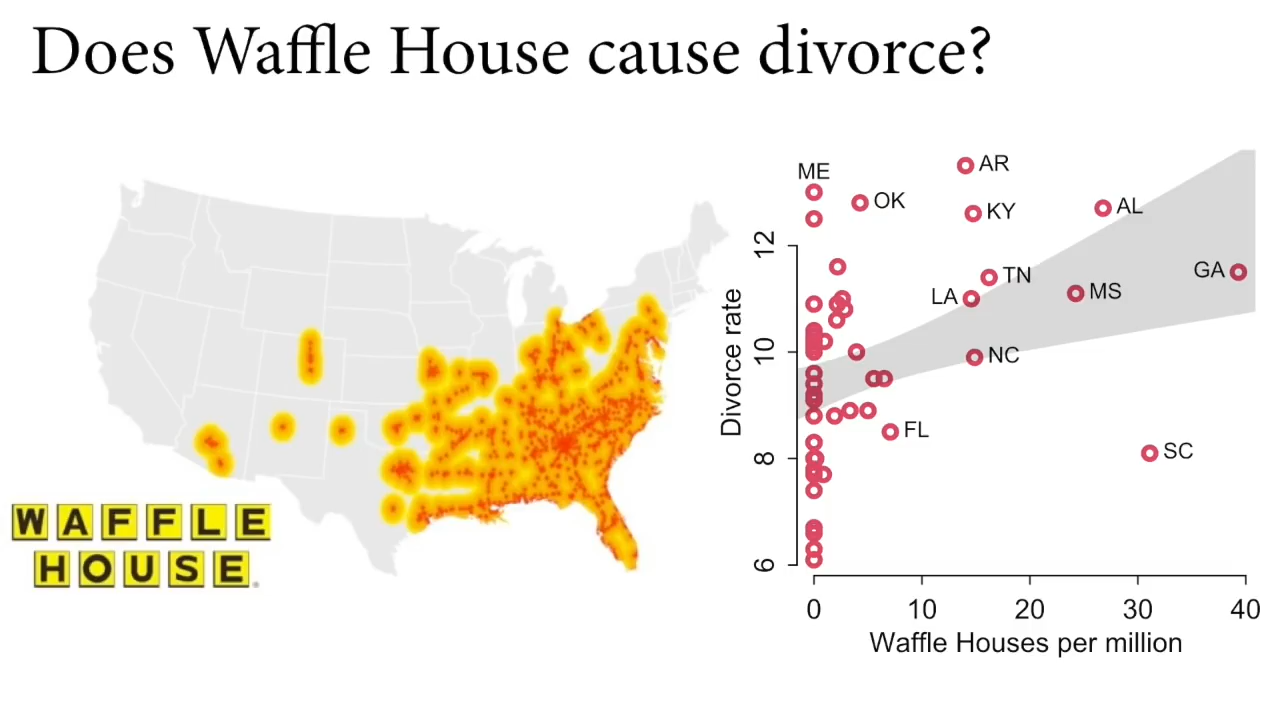 Does Waffle House cause divorce?
WAFFLE
HOUSE
ME
AR
OK
KY
AL
TN
GA
LA
MS
NC
FL
SC
Divorce rate
12
10
8
6
0 10 20 30 40
Waffle Houses per million